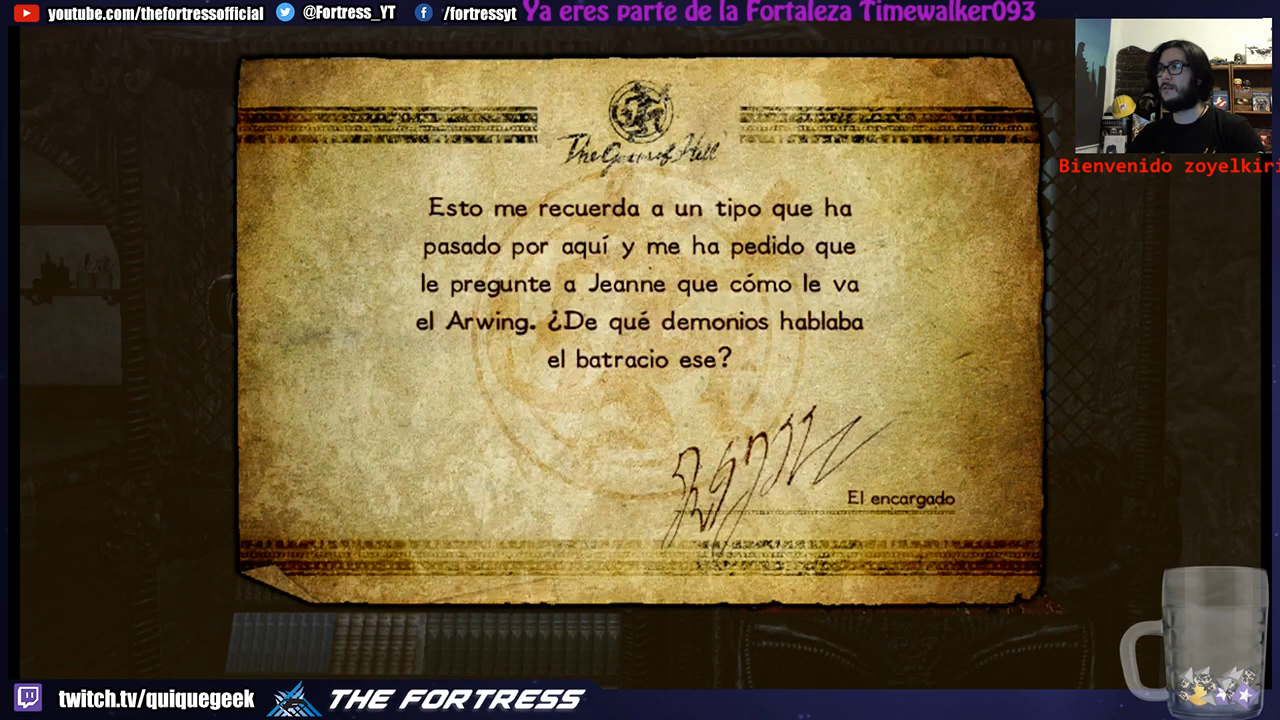 youtube.com/thefortressofficial @Fortress_YT /fortressyt Ya eres parte de la Fortaleza Timewalker093
Bienvenido zoyelkiri
The Gates of Hell
Esto me recuerda a un tipo que ha
pasado por aquí y me ha pedido que
le pregunte a Jeanne que cómo le va
el Arwing. ¿De qué demonios hablaba
el batracio ese?
El encargado
twitch.tv/quiquegeek THE FORTRESS